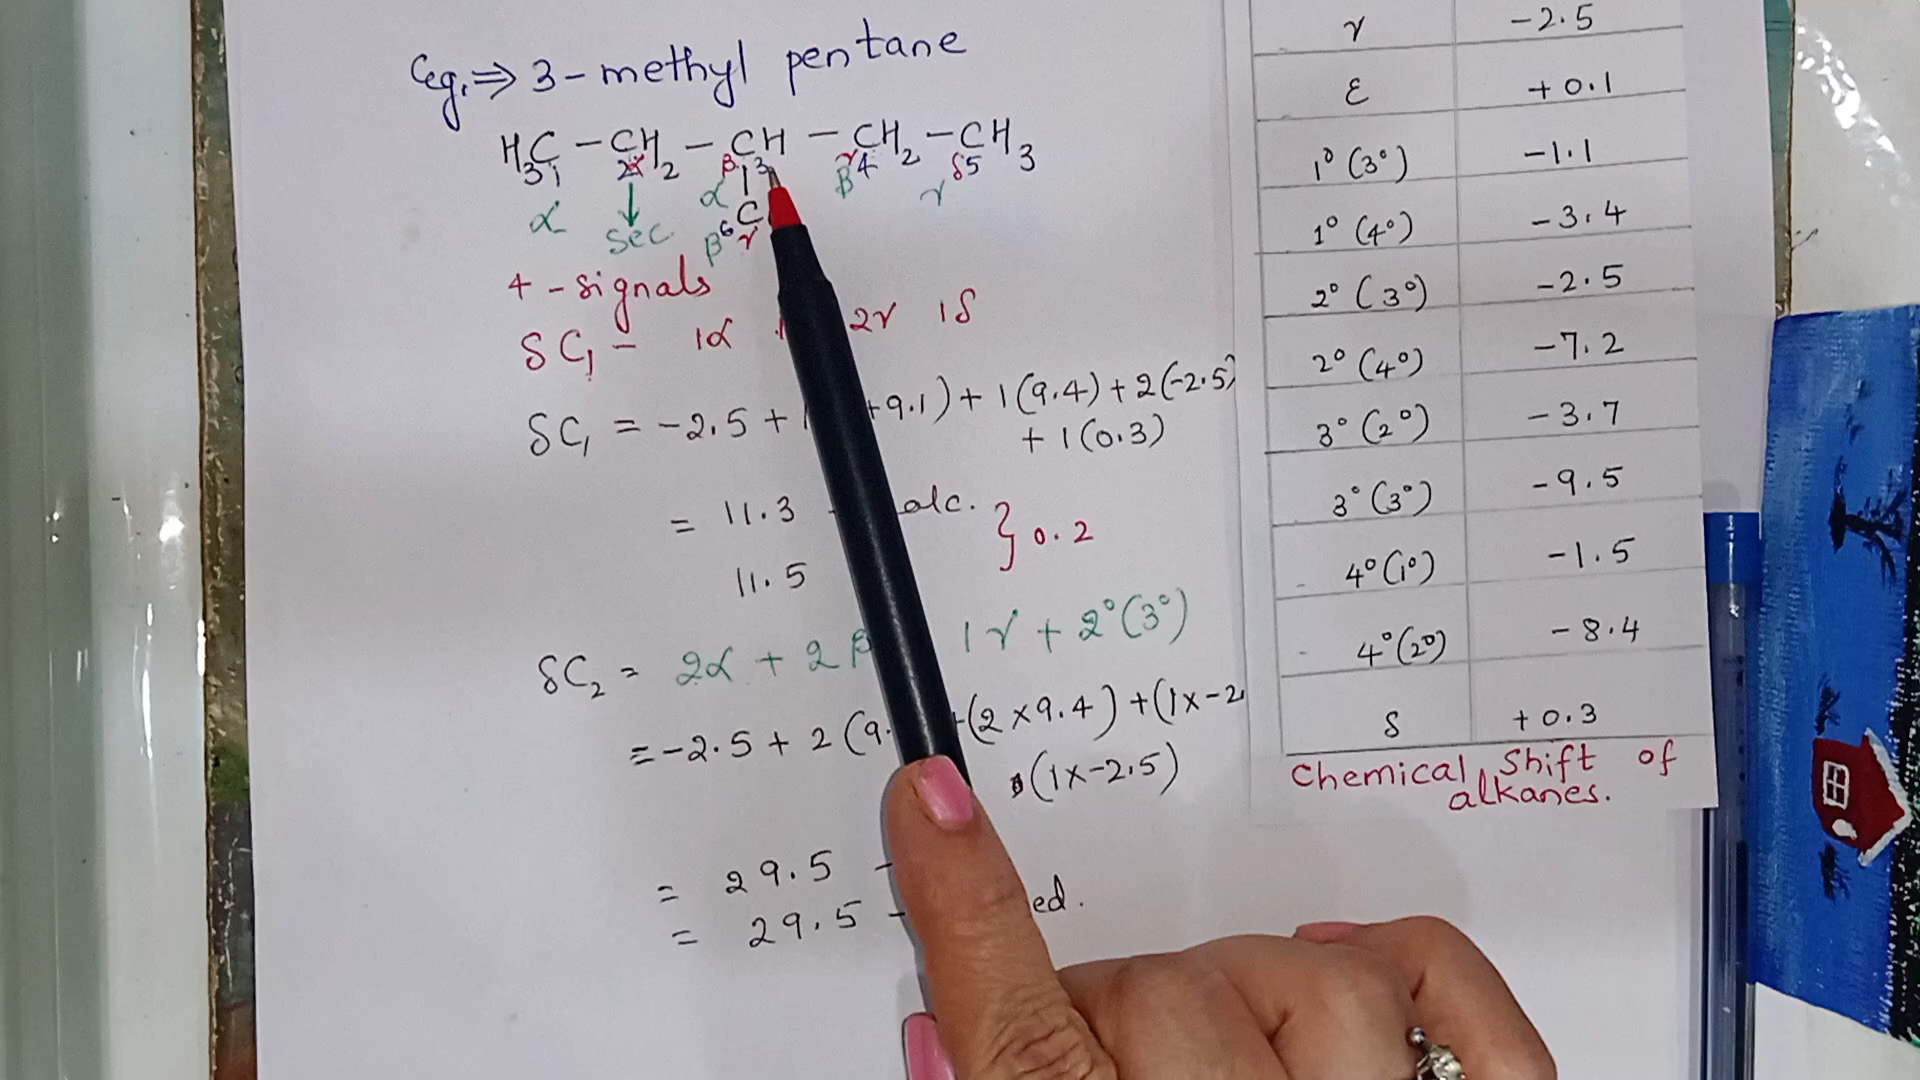 eg. ⇒ 3-methyl pentane
H₃C - CH₂ - CH - CH₂ - CH₃
1 2 α β 3 γ 4 δ 5
α α β γ
sec. β 6 C γ
4 - signals
δC₁ - 1α 2γ 1δ
δC₁ = -2.5 + +9.1) + 1(9.4) + 2(-2.5)
+ 1(0.3)
= 11.3 alc.
} 0.2
11.5
δC₂ = 2α + 2β 1γ + 2°(3°)
= -2.5 + 2(9. (2×9.4) + (1×-2.
(1×-2.5)
= 29.5 -
= 29.5 - ed.
γ -2.5
ε +0.1
1° (3°) -1.1
1° (4°) -3.4
2° (3°) -2.5
2° (4°) -7.2
3° (2°) -3.7
3° (3°) -9.5
4° (1°) -1.5
4° (2°) -8.4
δ +0.3
Chemical Shift of
alkanes.